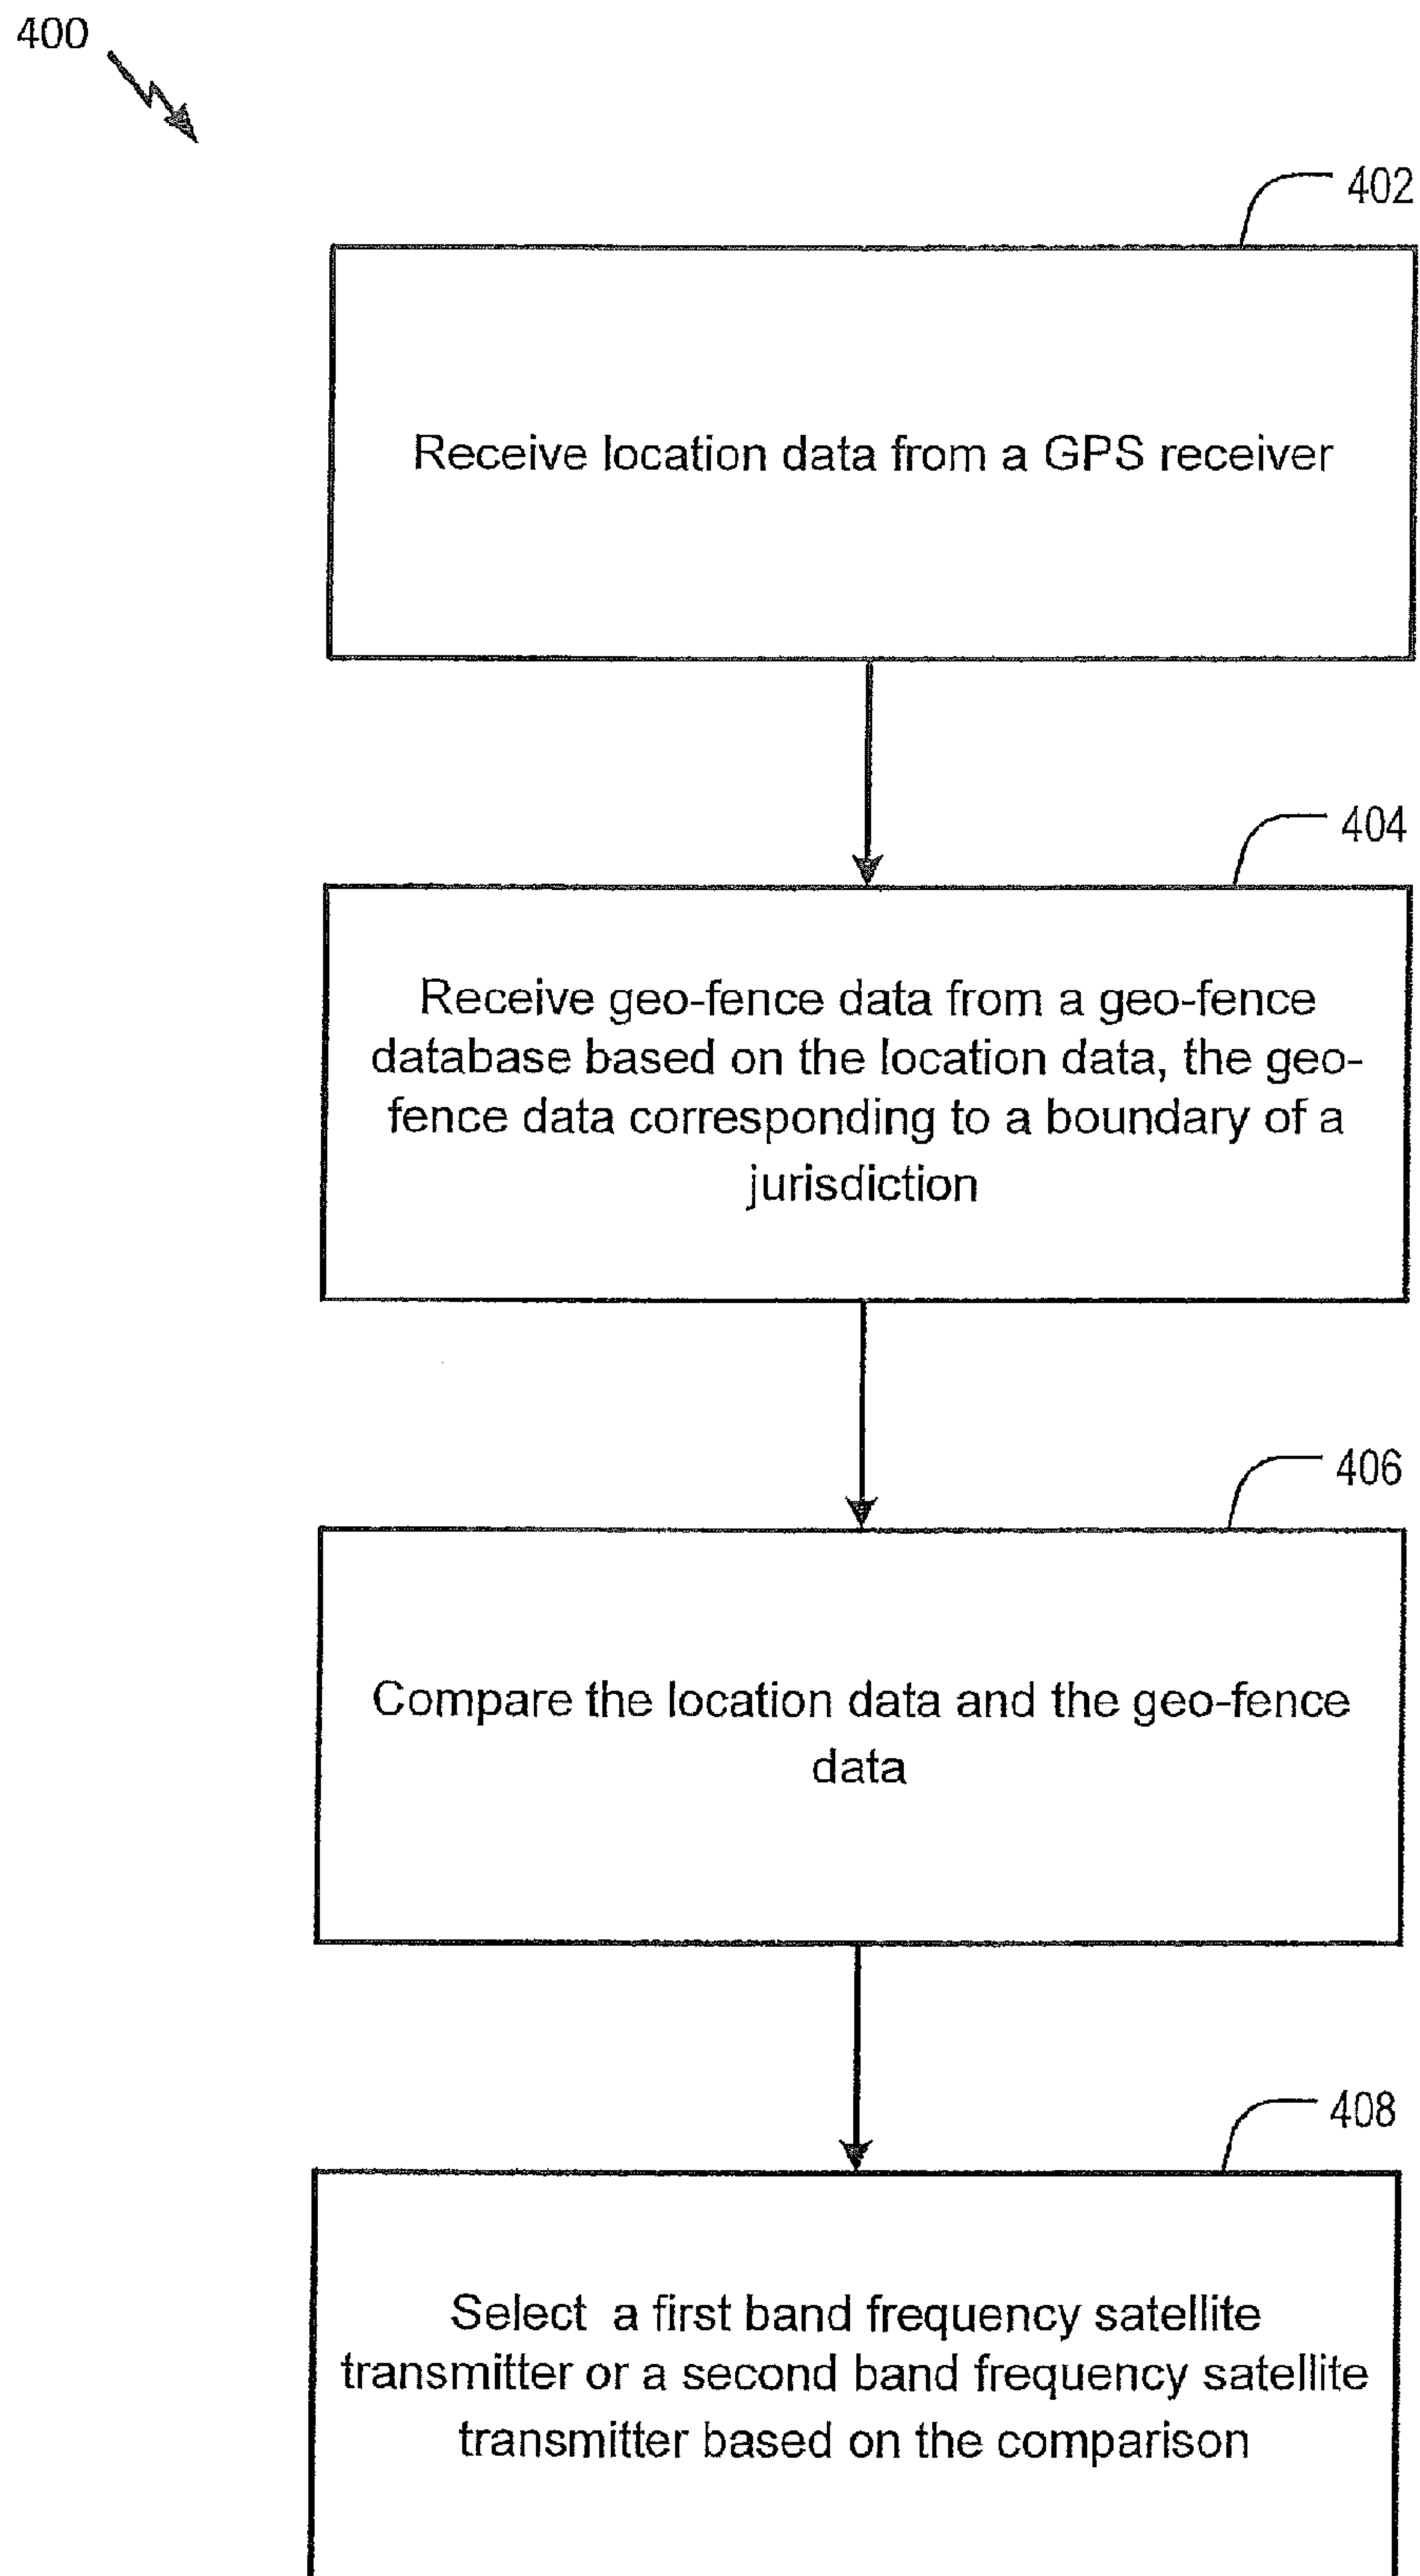 400
402
Receive location data from a GPS receiver
404
Receive geo-fence data from a geo-fence
database based on the location data, the geo-
fence data corresponding to a boundary of a
jurisdiction
406
Compare the location data and the geo-fence
data
408
Select a first band frequency satellite
transmitter or a second band frequency satellite
transmitter based on the comparison